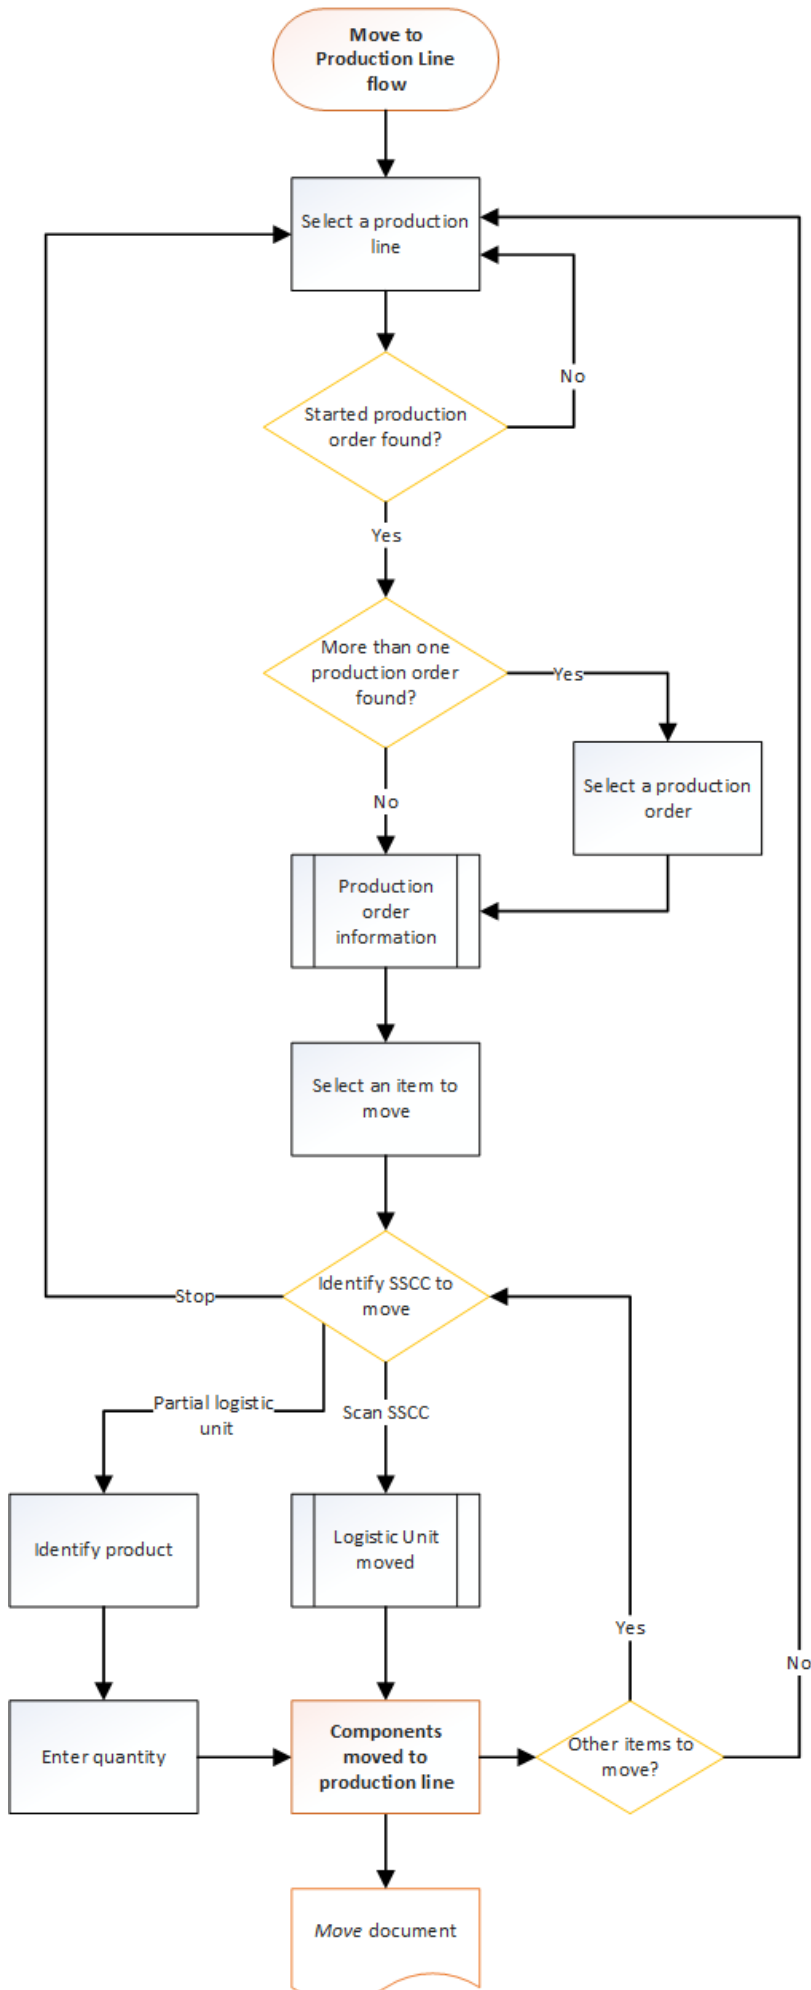 Move to
Production Line
flow
Select a production
line
No
Started production
order found?
Yes
More than one
production order
found?
Yes
Select a production
order
No
Production
order
information
Select an item to
move
Identify SSCC to
move
Stop
Partial logistic
unit
Scan SSCC
Identify product
Logistic Unit
moved
Yes
No
Enter quantity
Components
moved to
production line
Other items to
move?
Move document